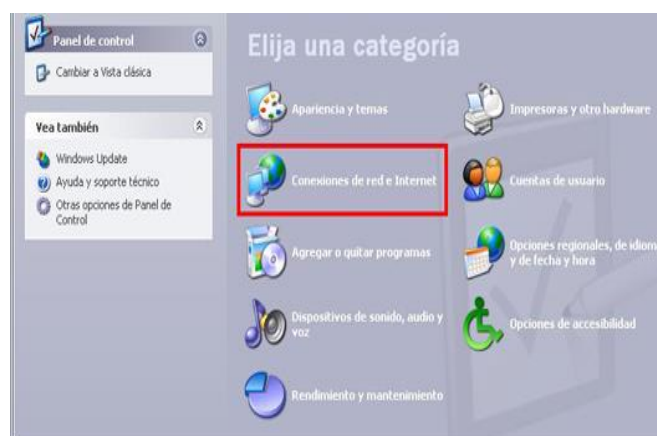 Panel de control
Cambiar a Vista clásica
Vea también
Windows Update
Ayuda y soporte técnico
Otras opciones de Panel de
Control
Elija una categoría
Apariencia y temas
Impresoras y otro hardware
Conexiones de red e Internet
Cuentas de usuario
Agregar o quitar programas
Opciones regionales, de idiom
y de fecha y hora
Dispositivos de sonido, audio y
voz
Opciones de accesibilidad
Rendimiento y mantenimiento